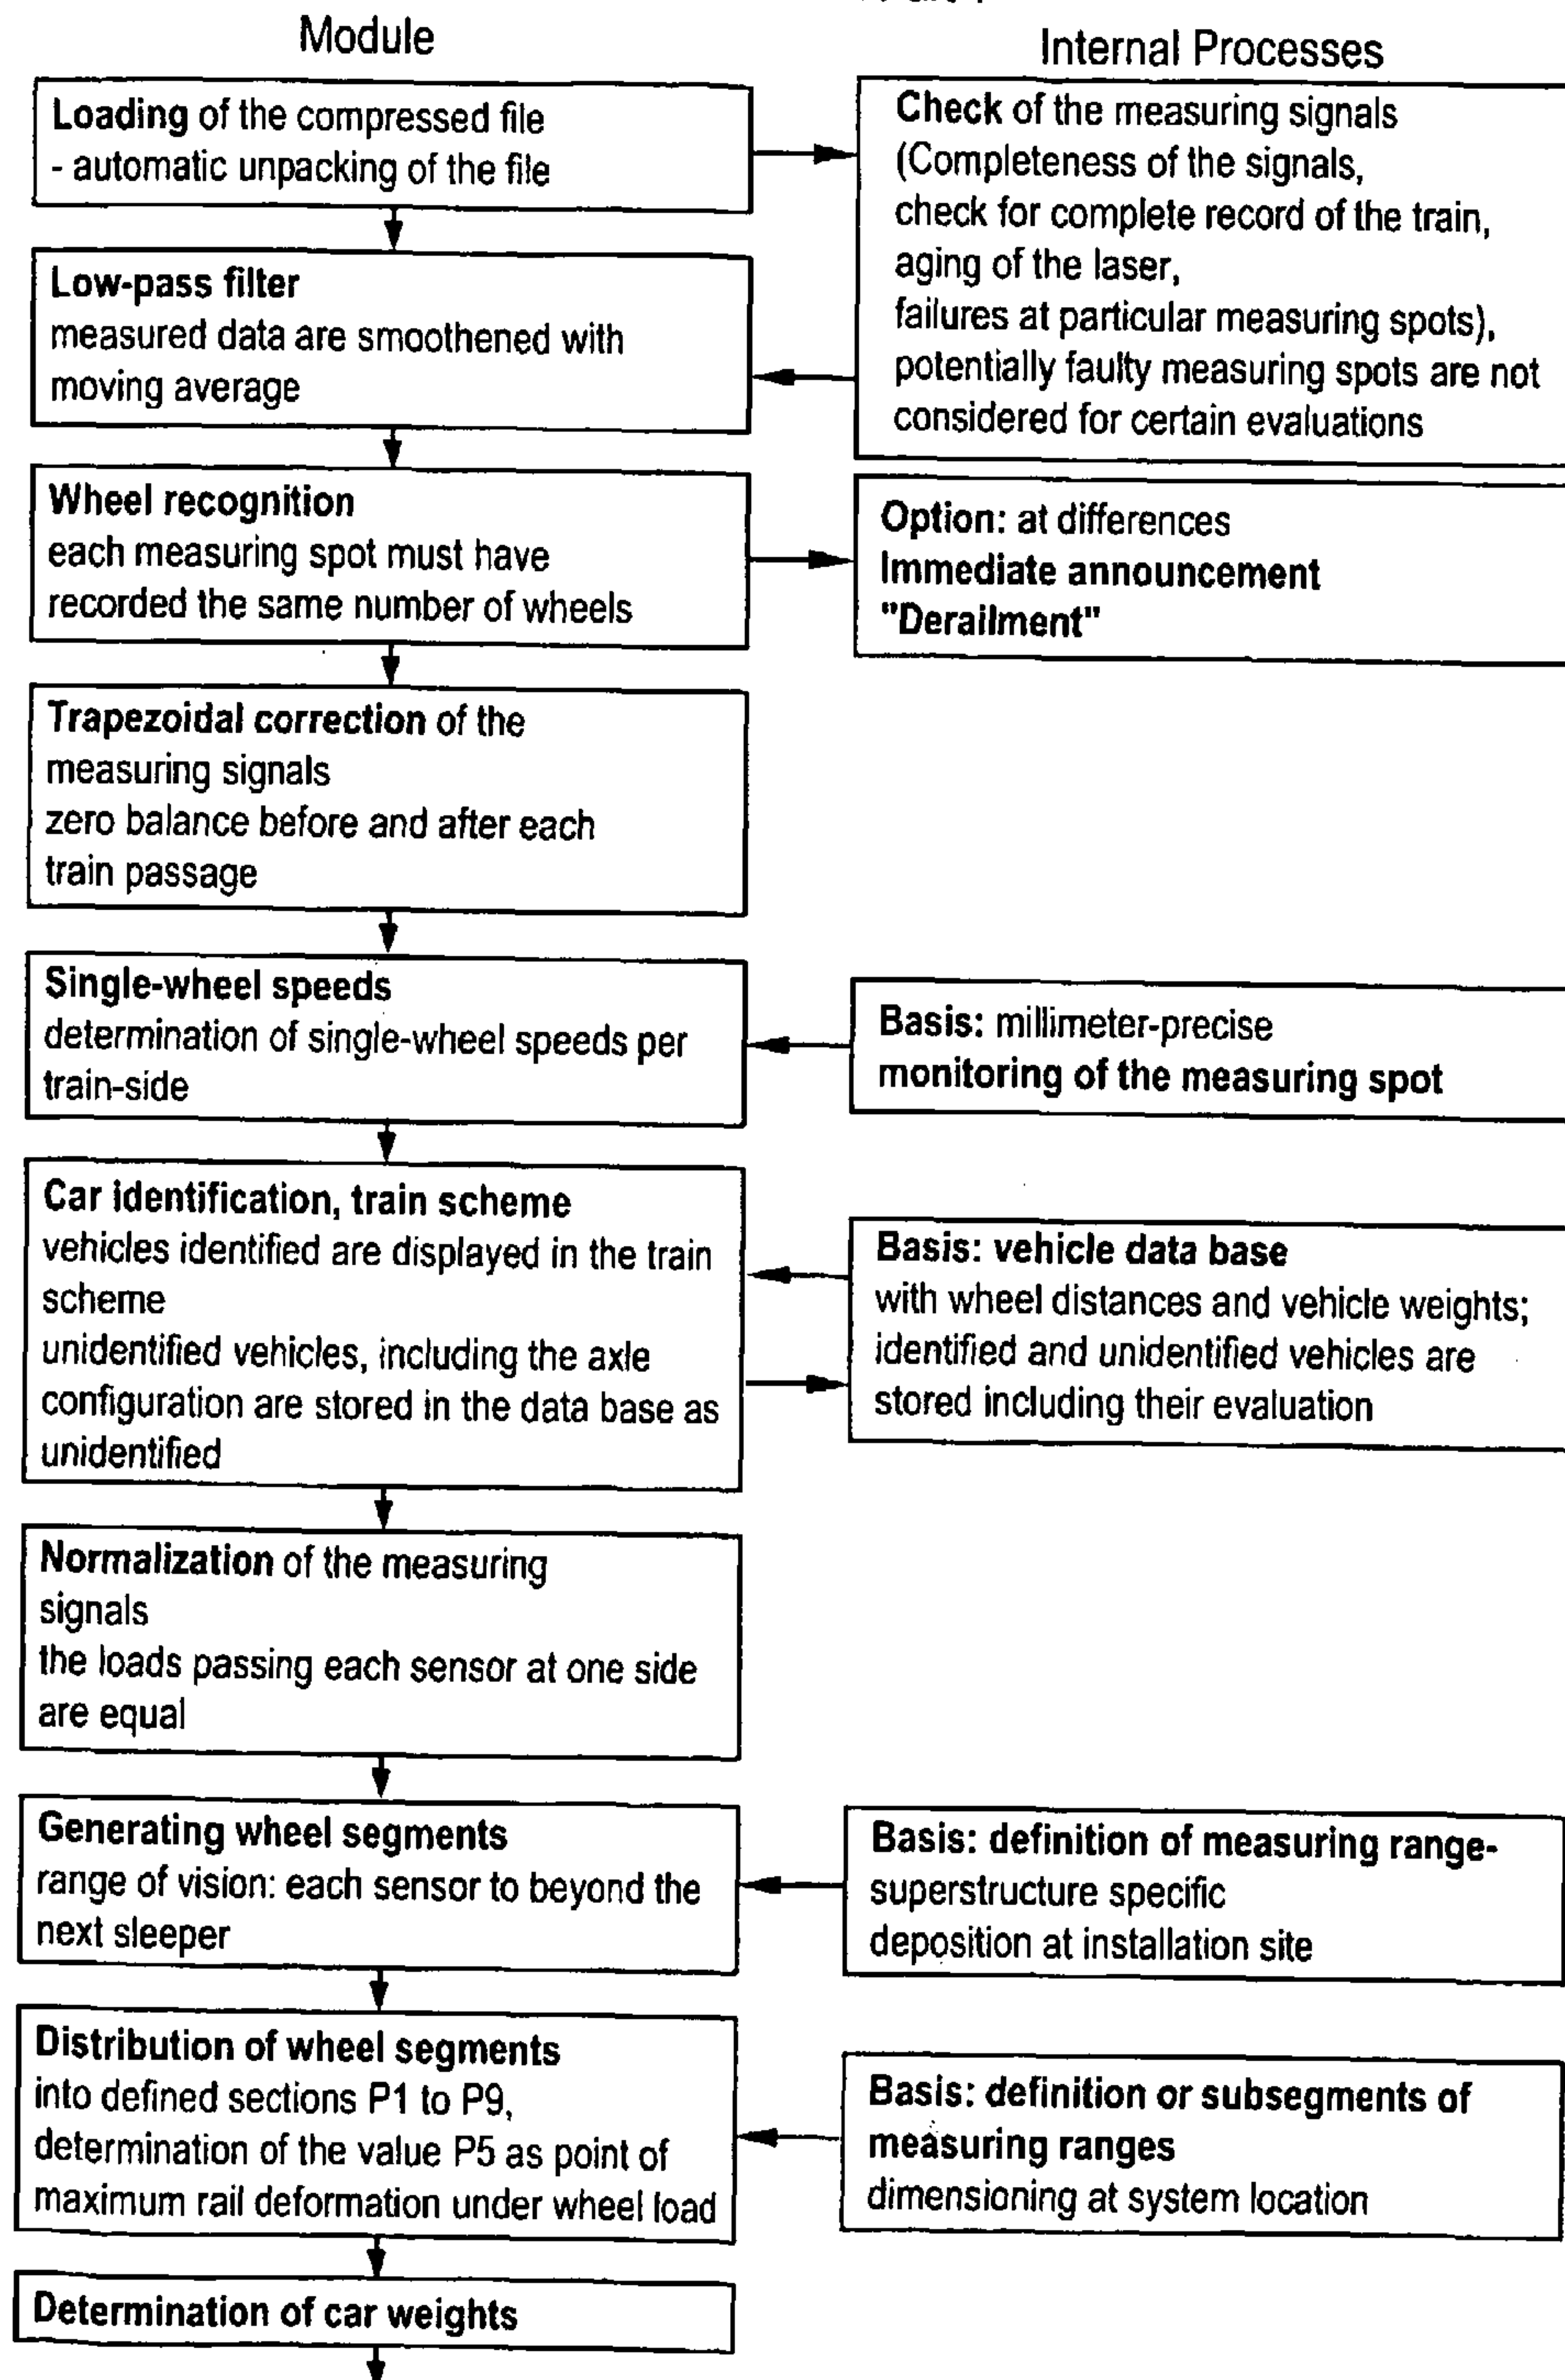 Module
Internal Processes
Loading of the compressed file
- automatic unpacking of the file
Check of the measuring signals
(Completeness of the signals,
check for complete record of the train,
aging of the laser,
failures at particular measuring spots),
potentially faulty measuring spots are not
considered for certain evaluations
Low-pass filter
measured data are smoothened with
moving average
Wheel recognition
each measuring spot must have
recorded the same number of wheels
Option: at differences
Immediate announcement
"Derailment"
Trapezoidal correction of the
measuring signals
zero balance before and after each
train passage
Single-wheel speeds
determination of single-wheel speeds per
train-side
Basis: millimeter-precise
monitoring of the measuring spot
Car identification, train scheme
vehicles identified are displayed in the train
scheme
unidentified vehicles, including the axle
configuration are stored in the data base as
unidentified
Basis: vehicle data base
with wheel distances and vehicle weights;
identified and unidentified vehicles are
stored including their evaluation
Normalization of the measuring
signals
the loads passing each sensor at one side
are equal
Generating wheel segments
range of vision: each sensor to beyond the
next sleeper
Basis: definition of measuring range-
superstructure specific
deposition at installation site
Distribution of wheel segments
into defined sections P1 to P9,
determination of the value P5 as point of
maximum rail deformation under wheel load
Basis: definition or subsegments of
measuring ranges
dimensioning at system location
Determination of car weights